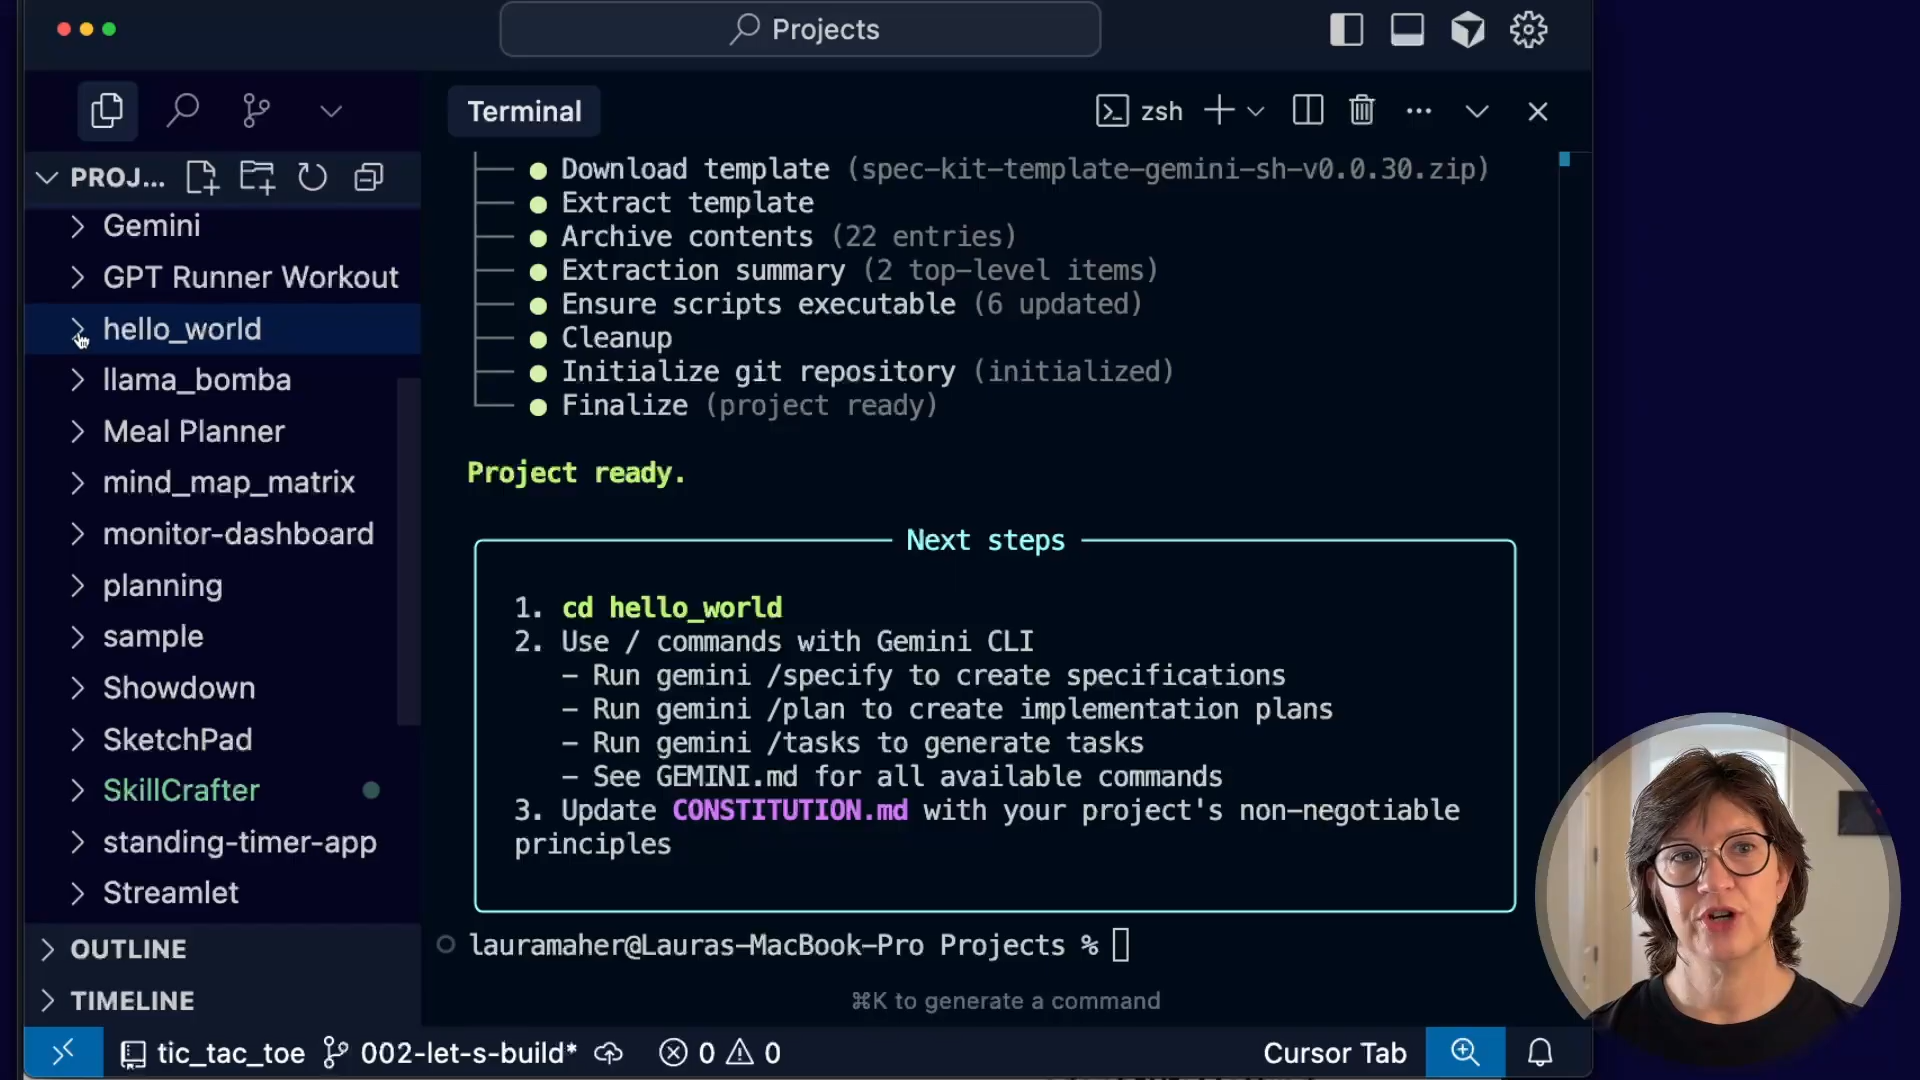 Projects
Terminal
zsh
PROJ...
Gemini
GPT Runner Workout
hello_world
llama_bomba
Meal Planner
mind_map_matrix
monitor-dashboard
planning
sample
Showdown
SketchPad
SkillCrafter
standing-timer-app
Streamlet
OUTLINE
TIMELINE
Download template (spec-kit-template-gemini-sh-v0.0.30.zip)
Extract template
Archive contents (22 entries)
Extraction summary (2 top-level items)
Ensure scripts executable (6 updated)
Cleanup
Initialize git repository (initialized)
Finalize (project ready)
Project ready.
Next steps
1. cd hello_world
2. Use / commands with Gemini CLI
– Run gemini /specify to create specifications
– Run gemini /plan to create implementation plans
– Run gemini /tasks to generate tasks
– See GEMINI.md for all available commands
3. Update CONSTITUTION.md with your project's non-negotiable
principles
lauramaher@Lauras-MacBook-Pro Projects %
⌘K to generate a command
tic_tac_toe 002-let-s-build* 0 0 Cursor Tab